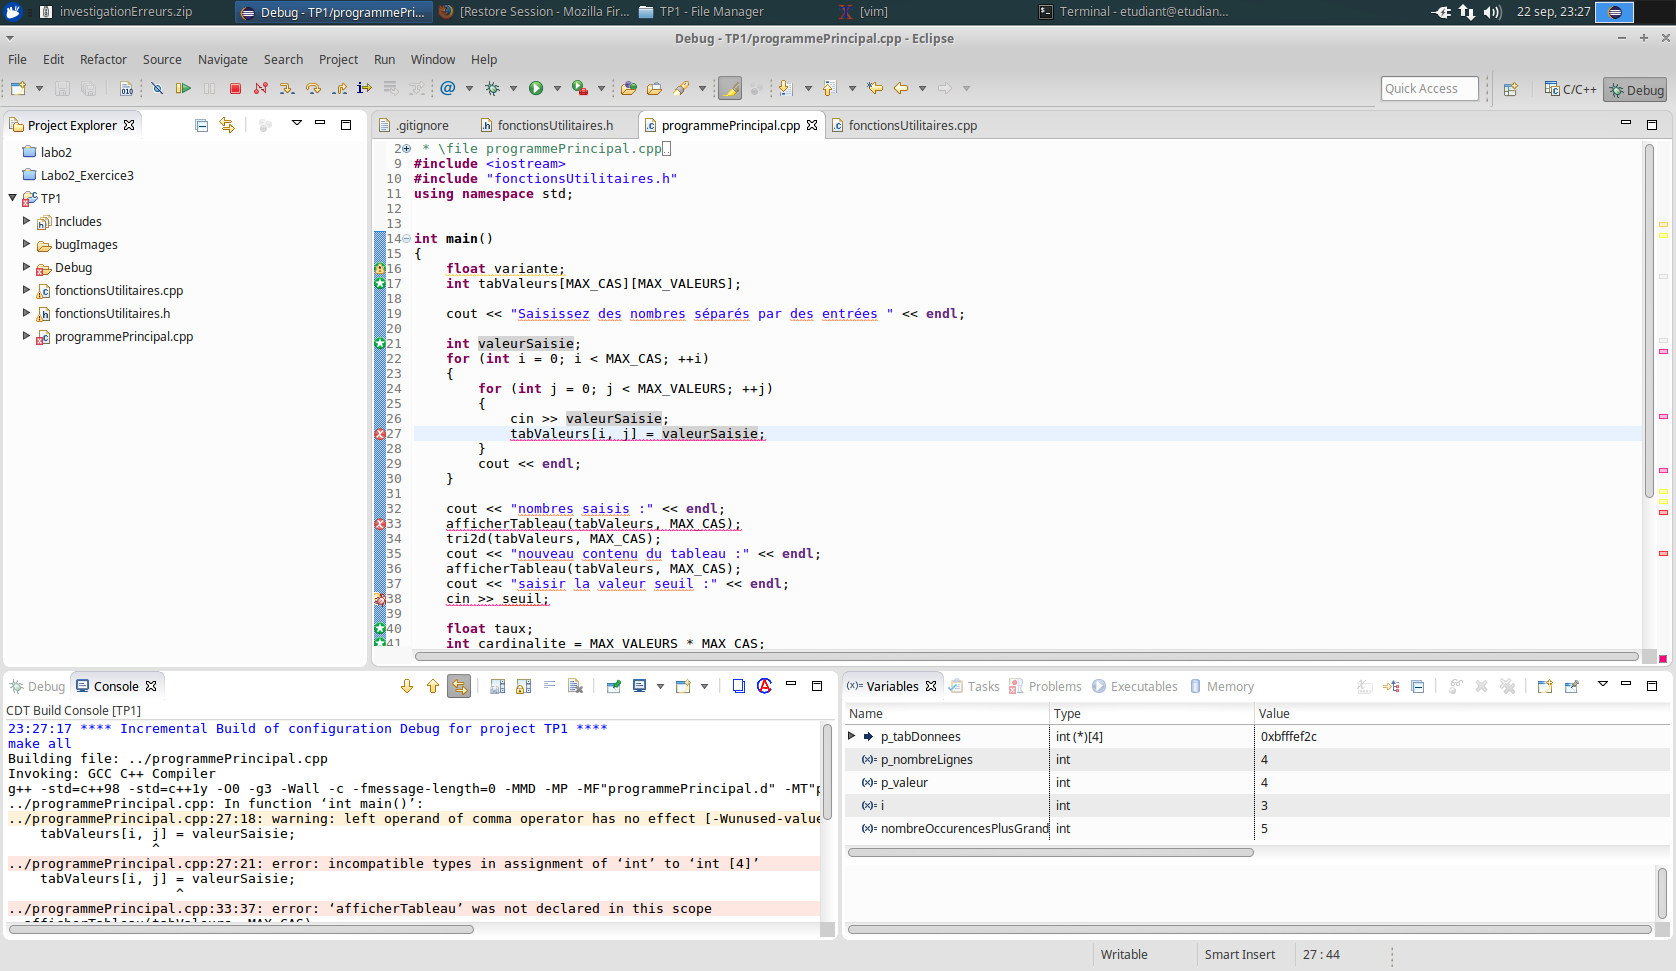 investigationErreurs.zip
Debug - TP1/programmePri...
[Restore Session - Mozilla Fir...
TP1 - File Manager
[vim]
Terminal - etudiant@etudian...
22 sep, 23:27
Debug - TP1/programmePrincipal.cpp - Eclipse
File Edit Refactor Source Navigate Search Project Run Window Help
Quick Access
C/C++
Debug
Project Explorer
labo2
Labo2_Exercice3
TP1
Includes
bugImages
Debug
fonctionsUtilitaires.cpp
fonctionsUtilitaires.h
programmePrincipal.cpp
.gitignore
fonctionsUtilitaires.h
programmePrincipal.cpp
fonctionsUtilitaires.cpp
2 * \file programmePrincipal.cpp
9 #include <iostream>
10 #include "fonctionsUtilitaires.h"
11 using namespace std;
12
13
14 int main()
15 {
16 float variante;
17 int tabValeurs[MAX_CAS][MAX_VALEURS];
18
19 cout << "Saisissez des nombres séparés par des entrées " << endl;
20
21 int valeurSaisie;
22 for (int i = 0; i < MAX_CAS; ++i)
23 {
24 for (int j = 0; j < MAX_VALEURS; ++j)
25 {
26 cin >> valeurSaisie;
27 tabValeurs[i, j] = valeurSaisie;
28 }
29 cout << endl;
30 }
31
32 cout << "nombres saisis :" << endl;
33 afficherTableau(tabValeurs, MAX_CAS);
34 tri2d(tabValeurs, MAX_CAS);
35 cout << "nouveau contenu du tableau :" << endl;
36 afficherTableau(tabValeurs, MAX_CAS);
37 cout << "saisir la valeur seuil :" << endl;
38 cin >> seuil;
39
40 float taux;
41 int cardinalite = MAX_VALEURS * MAX_CAS;
Debug
Console
CDT Build Console [TP1]
23:27:17 **** Incremental Build of configuration Debug for project TP1 ****
make all
Building file: ../programmePrincipal.cpp
Invoking: GCC C++ Compiler
g++ -std=c++98 -std=c++1y -O0 -g3 -Wall -c -fmessage-length=0 -MMD -MP -MF"programmePrincipal.d" -MT"p
../programmePrincipal.cpp: In function ‘int main()’:
../programmePrincipal.cpp:27:18: warning: left operand of comma operator has no effect [-Wunused-value
tabValeurs[i, j] = valeurSaisie;
^
../programmePrincipal.cpp:27:21: error: incompatible types in assignment of ‘int’ to ‘int [4]’
tabValeurs[i, j] = valeurSaisie;
^
../programmePrincipal.cpp:33:37: error: ‘afficherTableau’ was not declared in this scope
afficherTableau(tabValeurs, MAX_CAS);
Variables
Tasks
Problems
Executables
Memory
Name Type Value
p_tabDonnees int (*)[4] 0xbfffef2c
p_nombreLignes int 4
p_valeur int 4
i int 3
nombreOccurencesPlusGrand int 5
Writable
Smart Insert
27 : 44